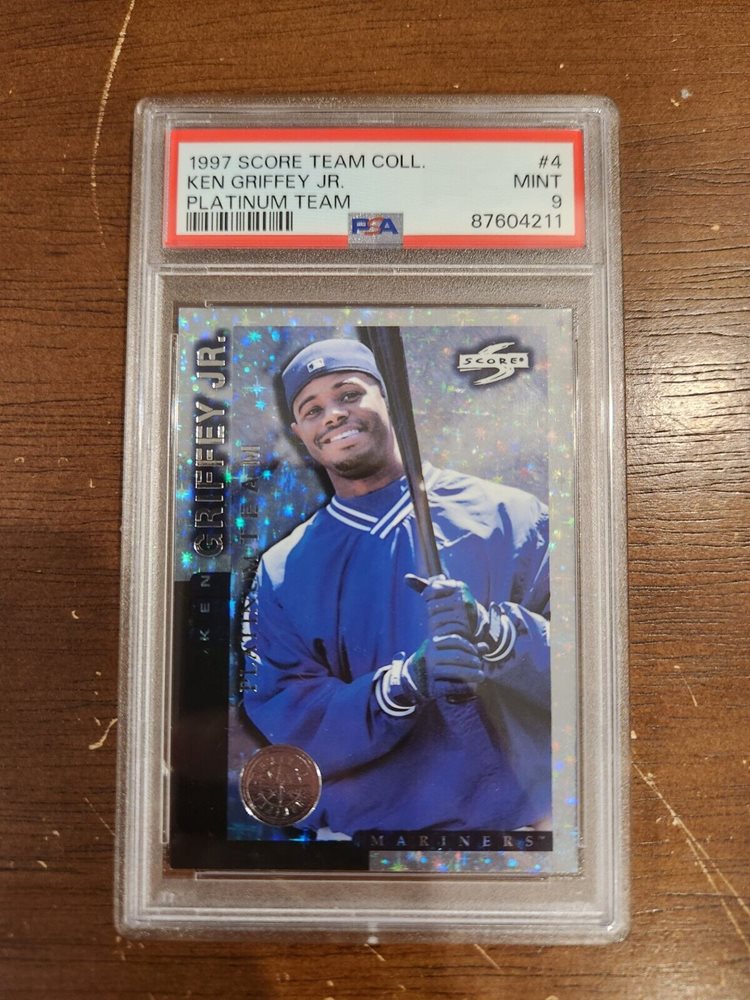 1997 SCORE TEAM COLL. #4
KEN GRIFFEY JR. MINT
PLATINUM TEAM 9
PSA 87604211
SCORE
KEN GRIFFEY JR.
PLATINUM TEAM
MARINERS™